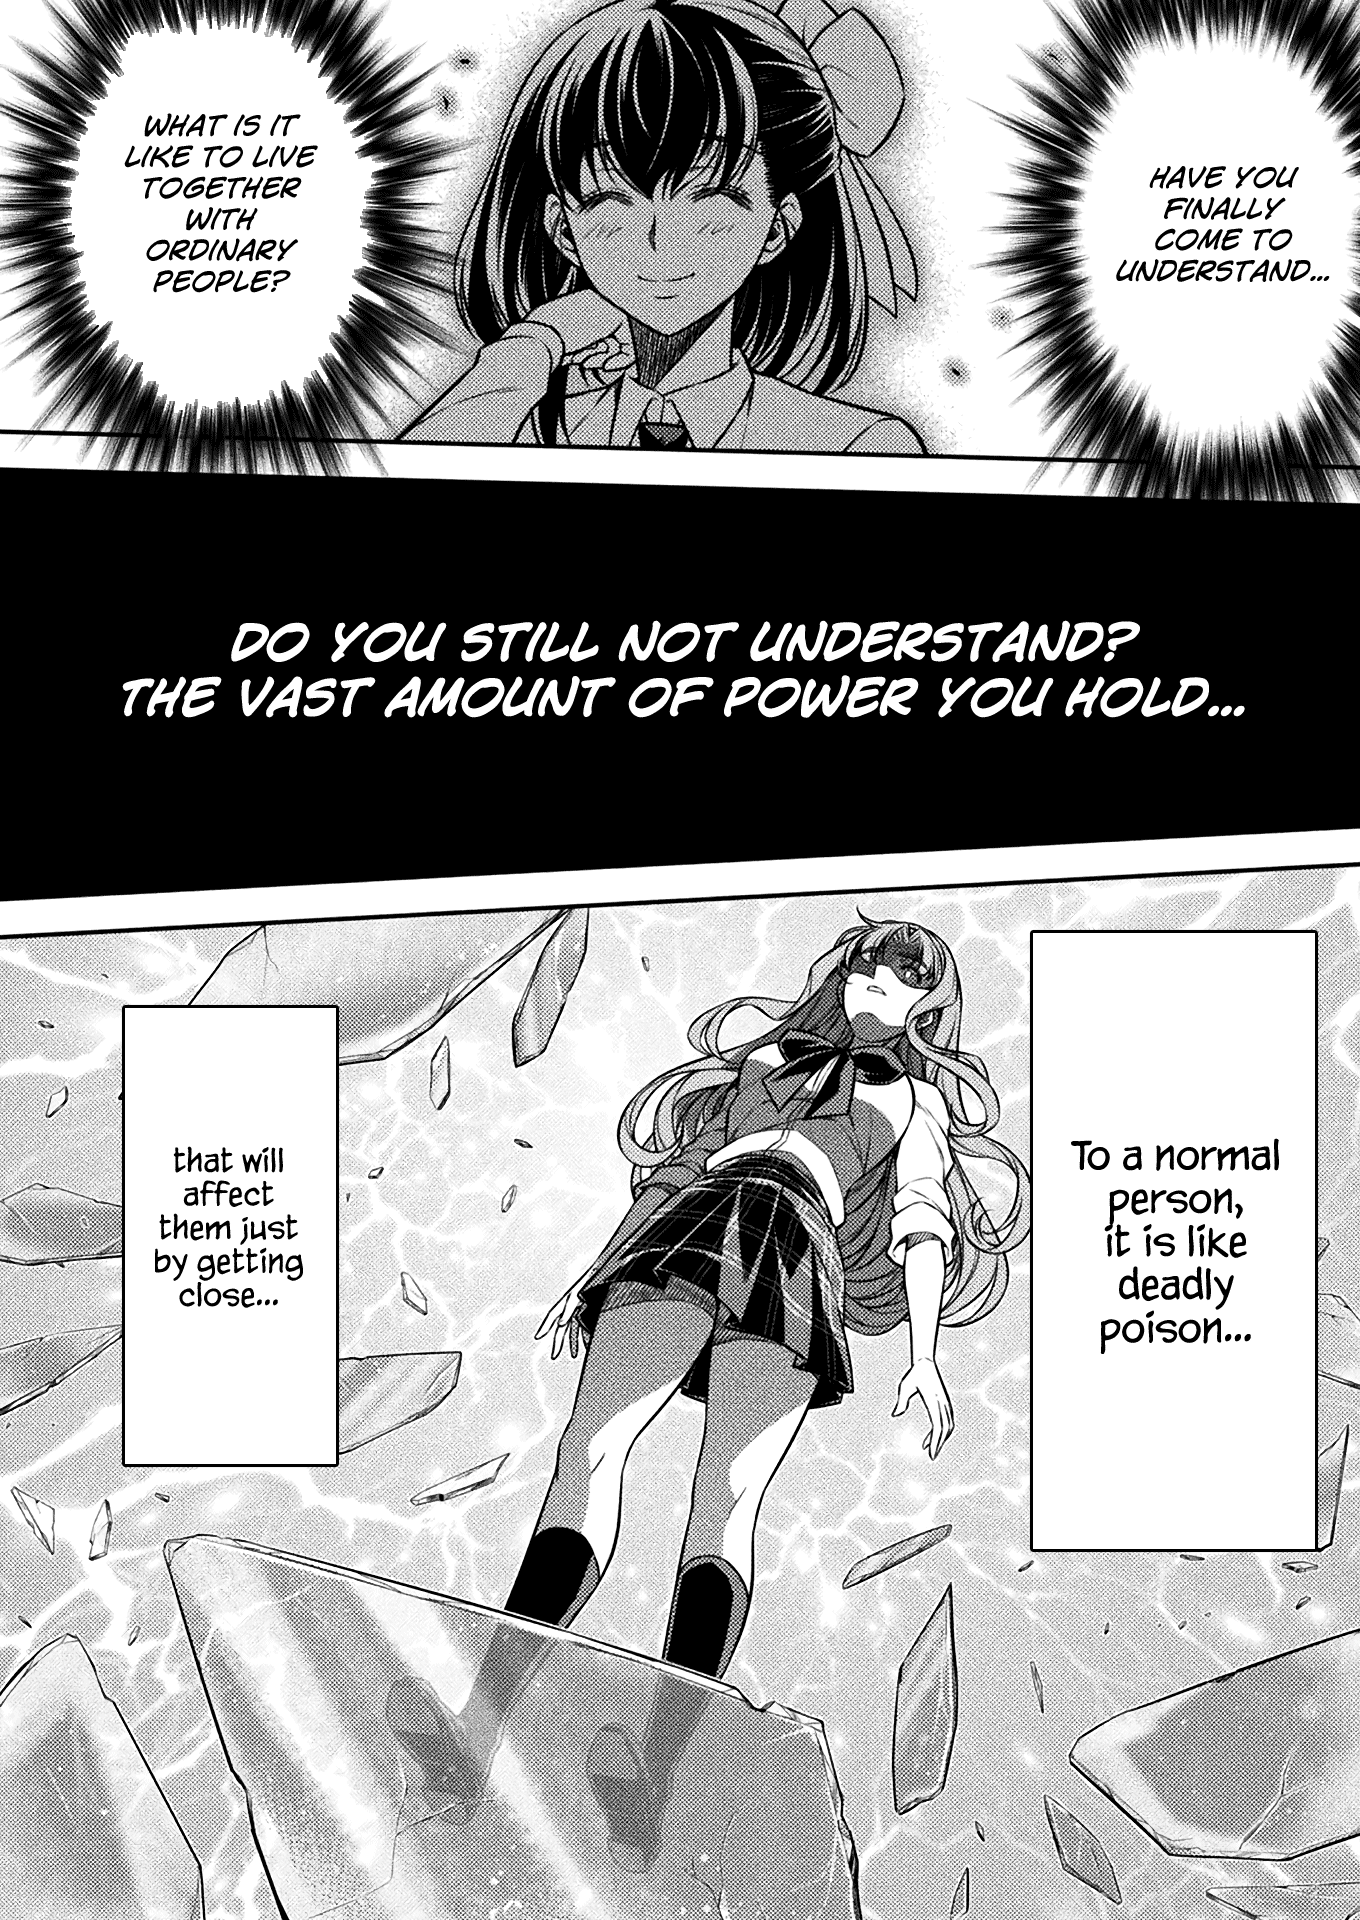 HAVE YOU
FINALLY
COME TO
UNDERSTAND...
WHAT IS IT
LIKE TO LIVE
TOGETHER
WITH
ORDINARY
PEOPLE?
DO YOU STILL NOT UNDERSTAND?
THE VAST AMOUNT OF POWER YOU HOLD...
To a normal
person,
it is like
deadly
poison...
that will
affect
them just
by getting
close...